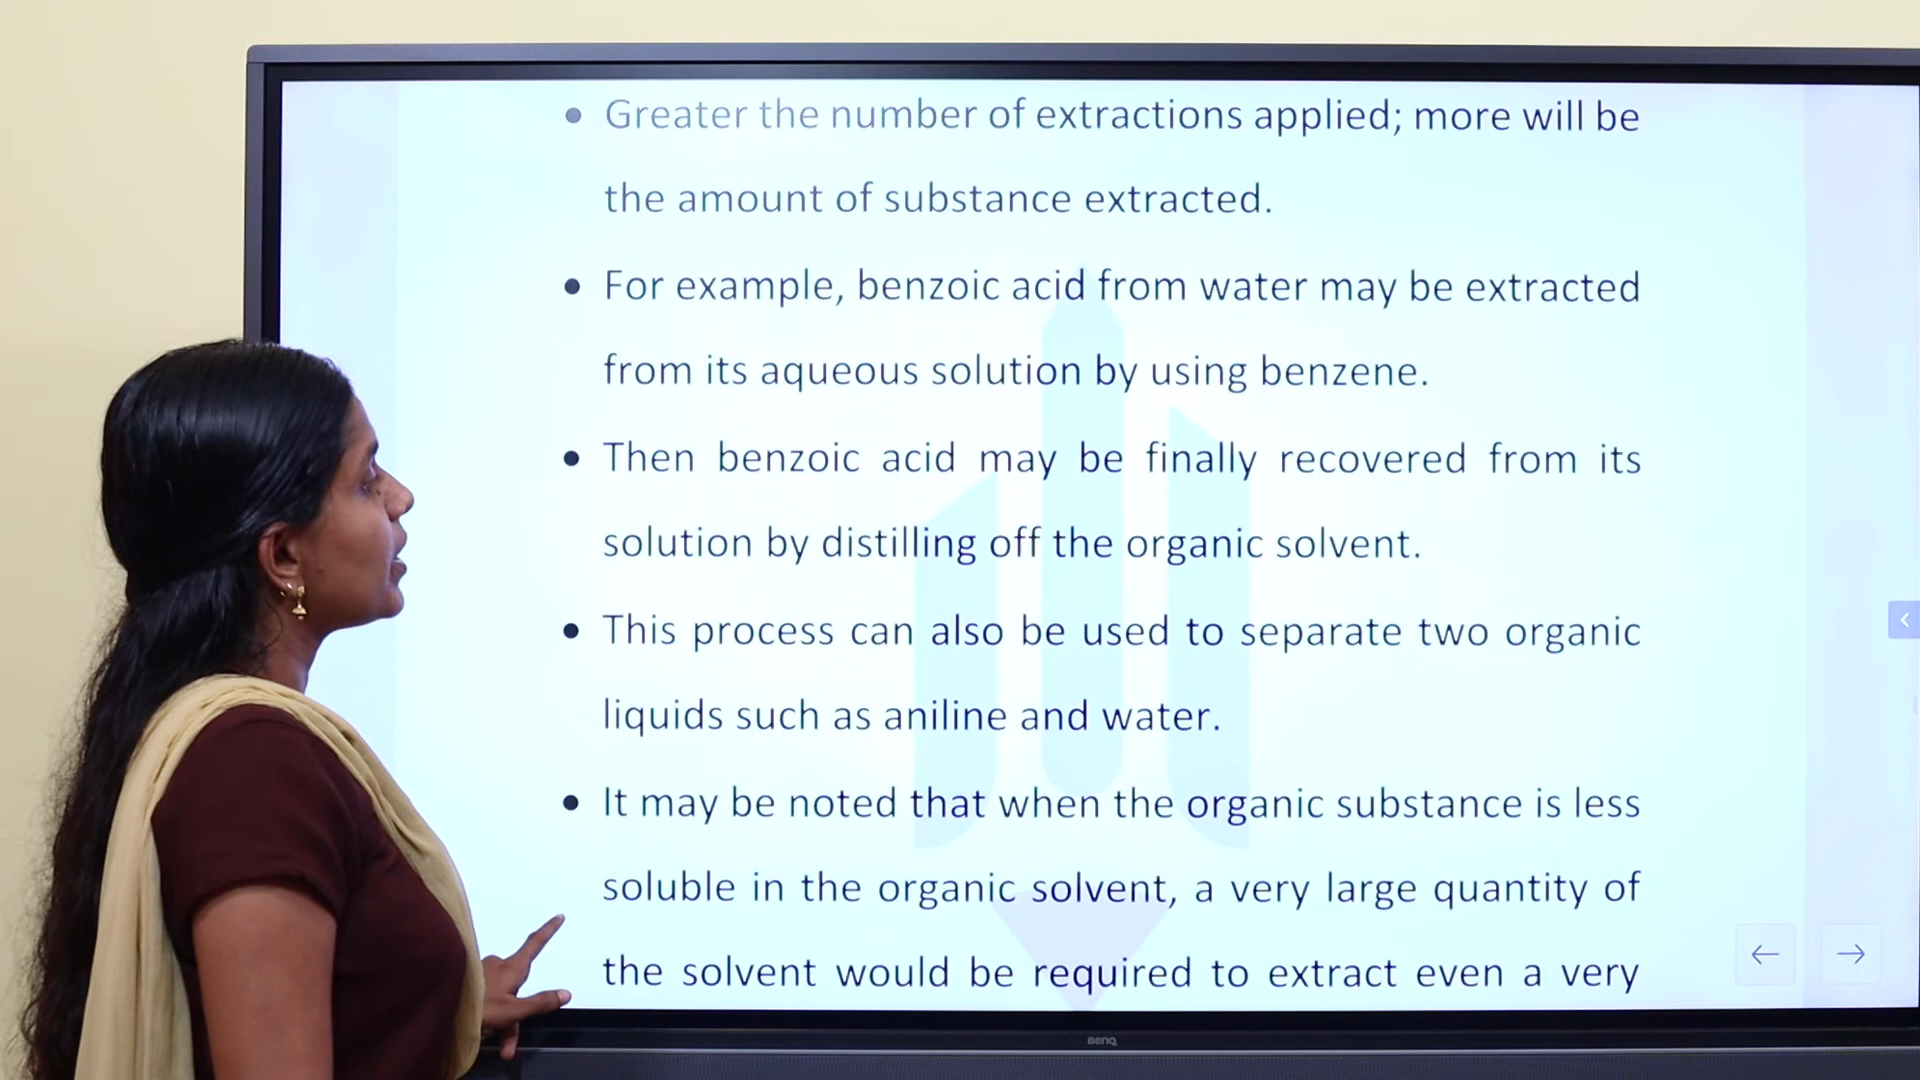 • Greater the number of extractions applied; more will be
the amount of substance extracted.
• For example, benzoic acid from water may be extracted
from its aqueous solution by using benzene.
• Then benzoic acid may be finally recovered from its
solution by distilling off the organic solvent.
• This process can also be used to separate two organic
liquids such as aniline and water.
• It may be noted that when the organic substance is less
soluble in the organic solvent, a very large quantity of
the solvent would be required to extract even a very
BenQ